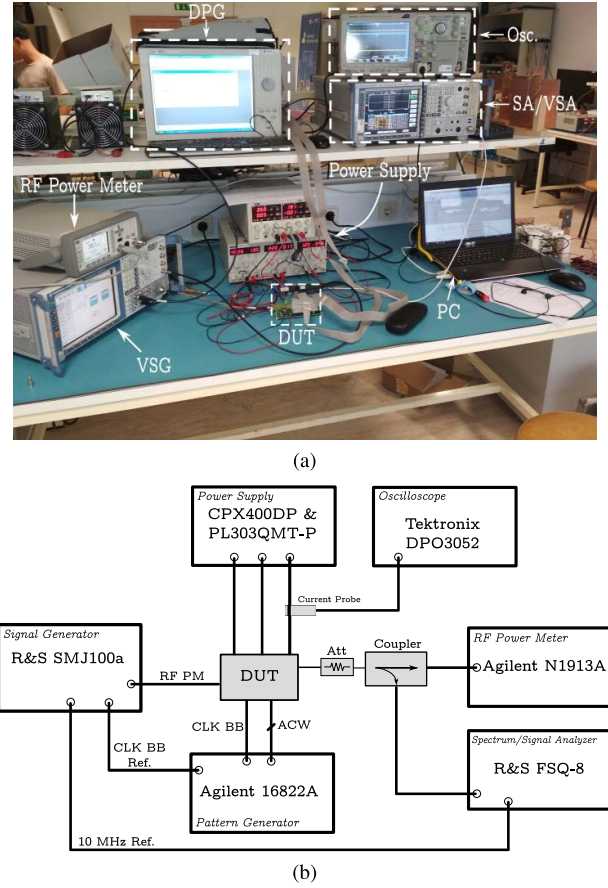 DPG
Osc.
SA/VSA
RF Power Meter
Power Supply
PC
DUT
VSG
(a)
Power Supply
CPX400DP &
PL303QMT-P
Oscilloscope
Tektronix
DPO3052
Current Probe
Signal Generator
R&S SMJ100a
RF PM
DUT
Att
Coupler
RF Power Meter
Agilent N1913A
CLK BB
ACW
CLK BB
Ref.
Agilent 16822A
Pattern Generator
Spectrum/Signal Analyzer
R&S FSQ-8
10 MHz Ref.
(b)